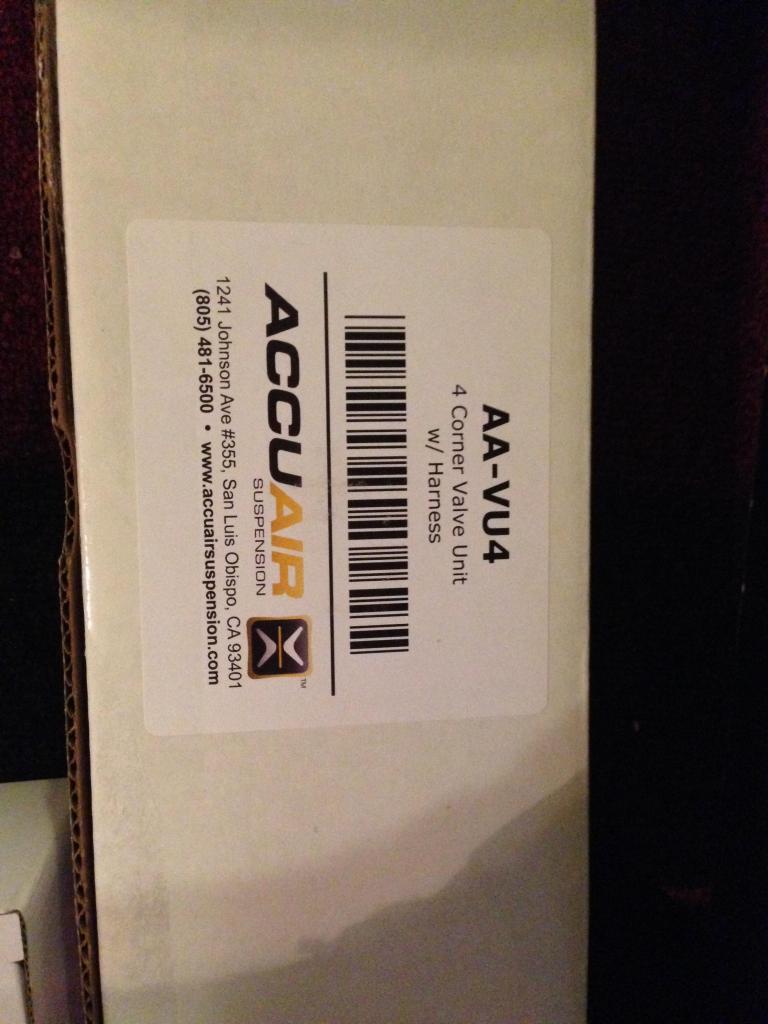 AA-VU4
4 Corner Valve Unit
w/ Harness
ACCUAIR
SUSPENSION
TM
1241 Johnson Ave #355, San Luis Obispo, CA 93401
(805) 481-6500 • www.accuairsuspension.com